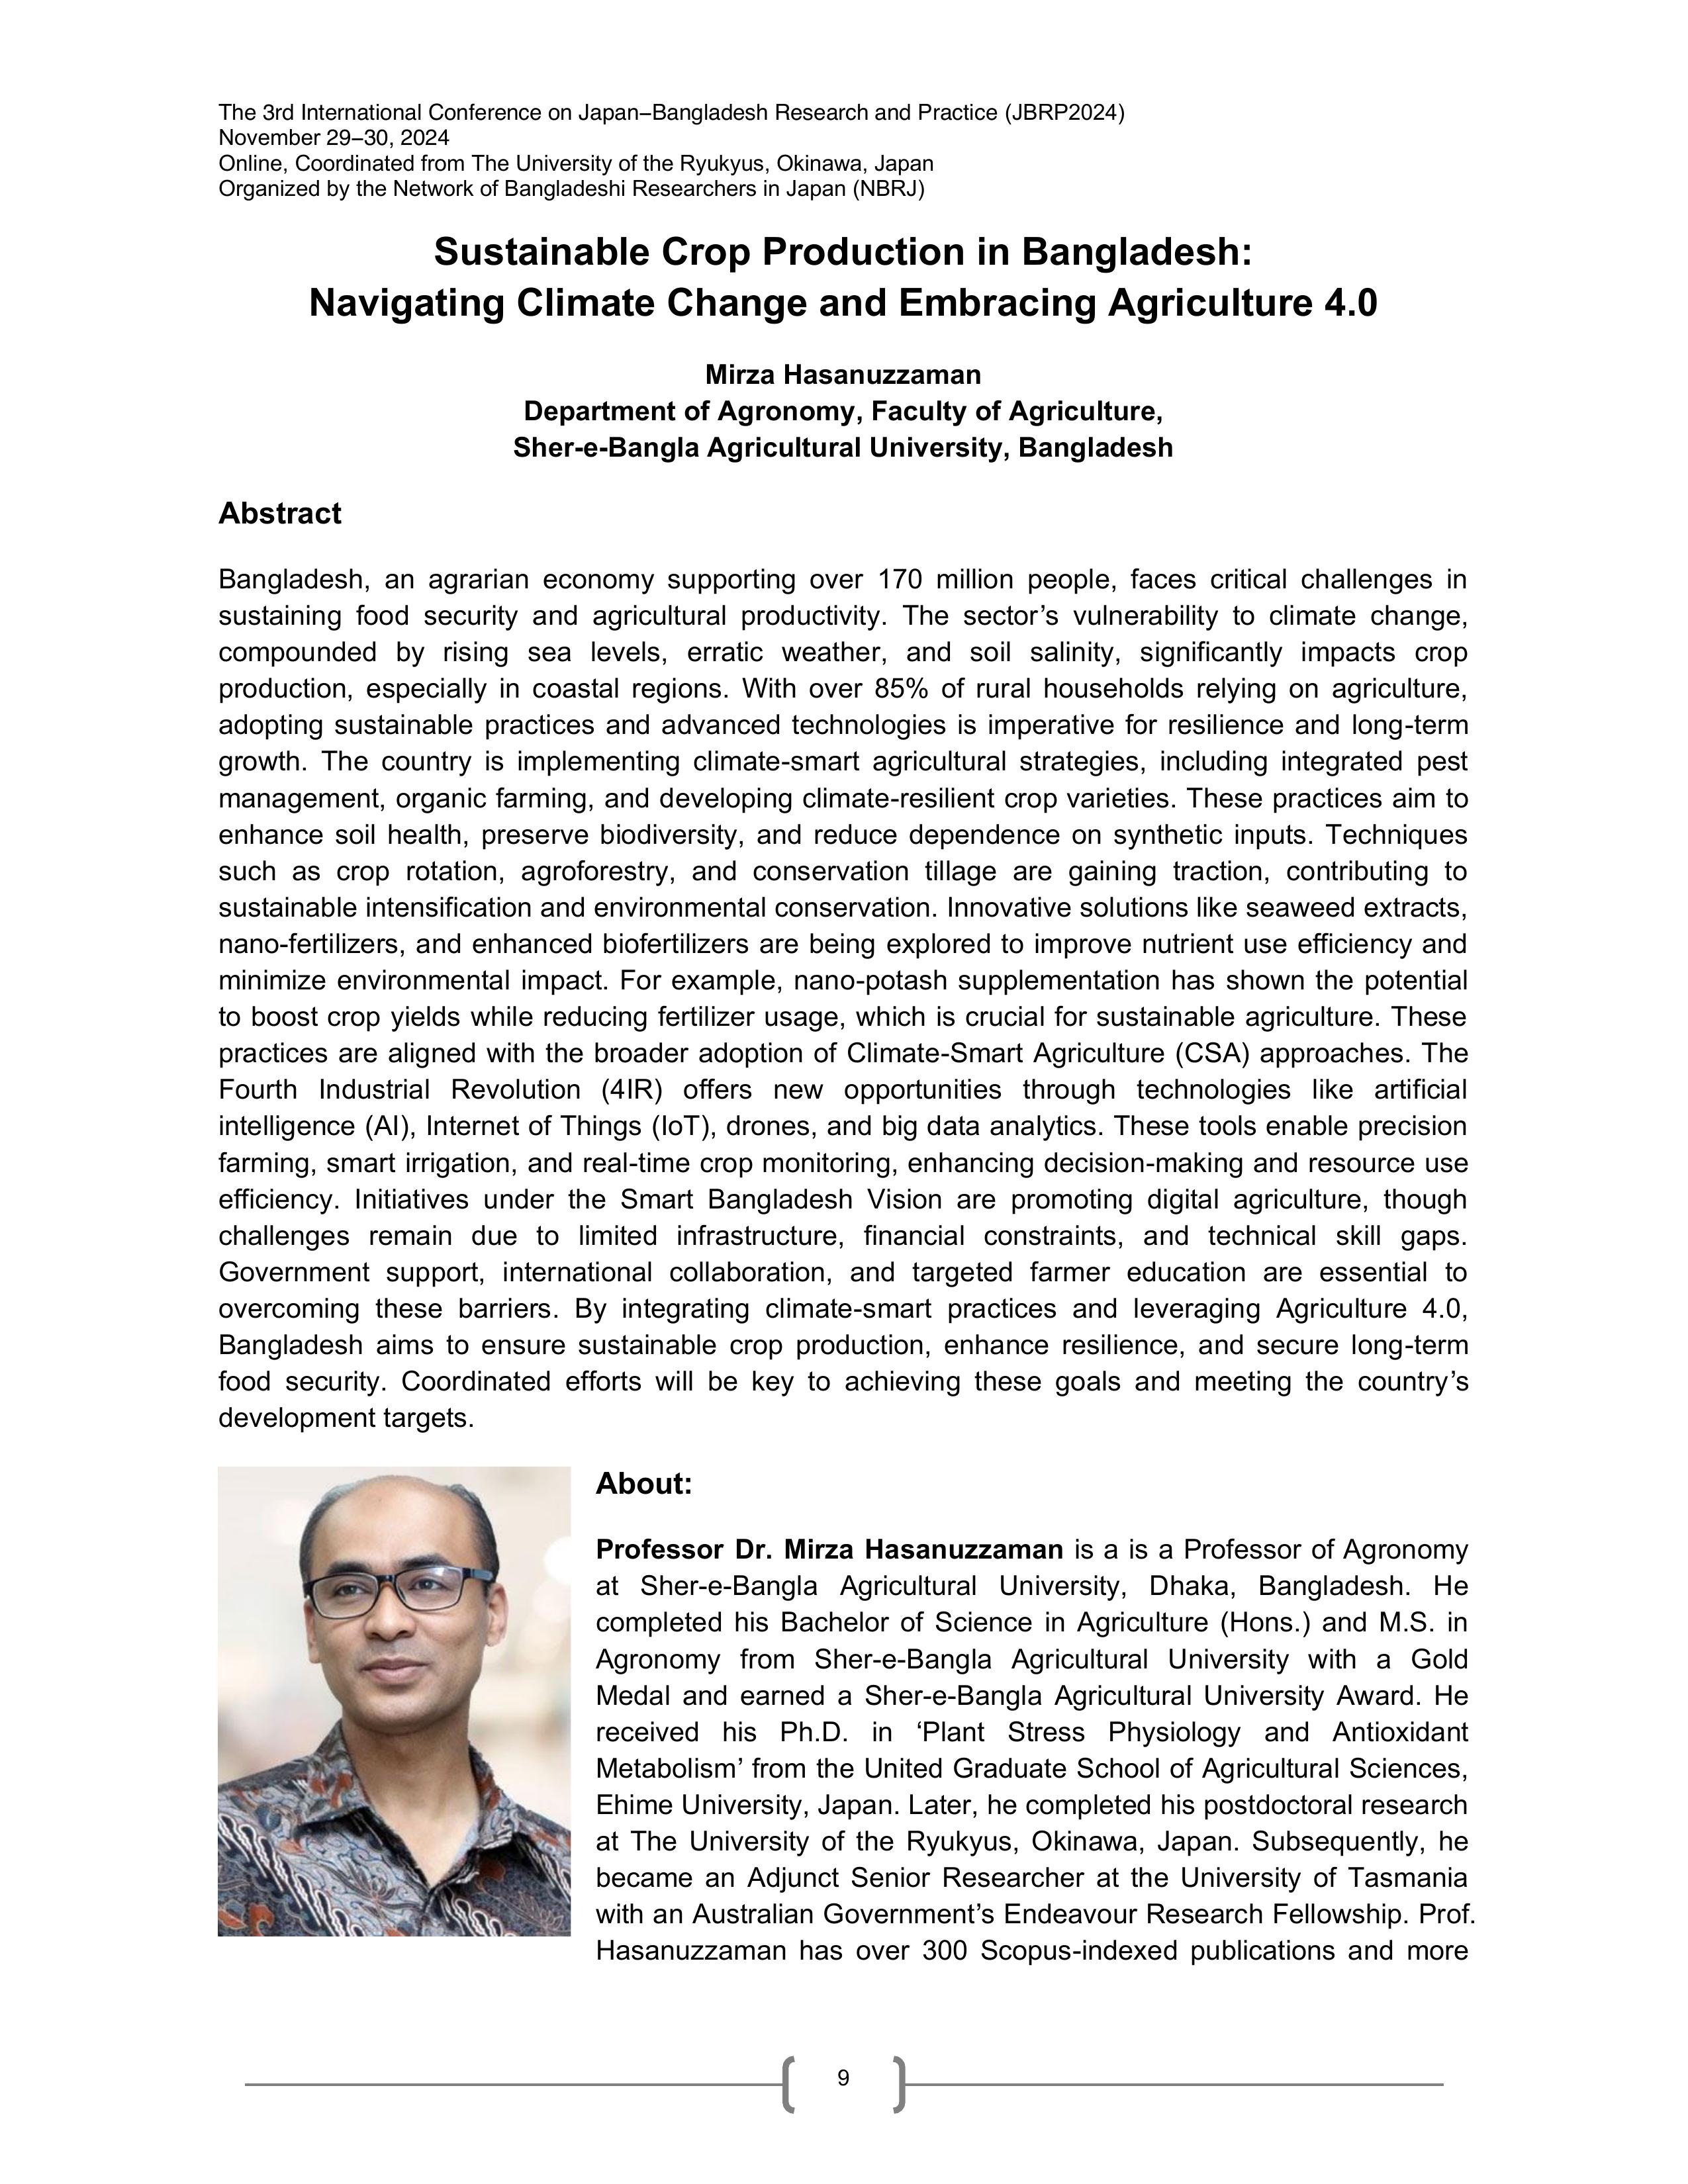 The 3rd International Conference on Japan–Bangladesh Research and Practice (JBRP2024)
November 29–30, 2024
Online, Coordinated from The University of the Ryukyus, Okinawa, Japan
Organized by the Network of Bangladeshi Researchers in Japan (NBRJ)
Sustainable Crop Production in Bangladesh:
Navigating Climate Change and Embracing Agriculture 4.0
Mirza Hasanuzzaman
Department of Agronomy, Faculty of Agriculture,
Sher-e-Bangla Agricultural University, Bangladesh
Abstract
Bangladesh, an agrarian economy supporting over 170 million people, faces critical challenges in
sustaining food security and agricultural productivity. The sector’s vulnerability to climate change,
compounded by rising sea levels, erratic weather, and soil salinity, significantly impacts crop
production, especially in coastal regions. With over 85% of rural households relying on agriculture,
adopting sustainable practices and advanced technologies is imperative for resilience and long-term
growth. The country is implementing climate-smart agricultural strategies, including integrated pest
management, organic farming, and developing climate-resilient crop varieties. These practices aim to
enhance soil health, preserve biodiversity, and reduce dependence on synthetic inputs. Techniques
such as crop rotation, agroforestry, and conservation tillage are gaining traction, contributing to
sustainable intensification and environmental conservation. Innovative solutions like seaweed extracts,
nano-fertilizers, and enhanced biofertilizers are being explored to improve nutrient use efficiency and
minimize environmental impact. For example, nano-potash supplementation has shown the potential
to boost crop yields while reducing fertilizer usage, which is crucial for sustainable agriculture. These
practices are aligned with the broader adoption of Climate-Smart Agriculture (CSA) approaches. The
Fourth Industrial Revolution (4IR) offers new opportunities through technologies like artificial
intelligence (AI), Internet of Things (IoT), drones, and big data analytics. These tools enable precision
farming, smart irrigation, and real-time crop monitoring, enhancing decision-making and resource use
efficiency. Initiatives under the Smart Bangladesh Vision are promoting digital agriculture, though
challenges remain due to limited infrastructure, financial constraints, and technical skill gaps.
Government support, international collaboration, and targeted farmer education are essential to
overcoming these barriers. By integrating climate-smart practices and leveraging Agriculture 4.0,
Bangladesh aims to ensure sustainable crop production, enhance resilience, and secure long-term
food security. Coordinated efforts will be key to achieving these goals and meeting the country’s
development targets.
About:
Professor Dr. Mirza Hasanuzzaman is a is a Professor of Agronomy
at Sher-e-Bangla Agricultural University, Dhaka, Bangladesh. He
completed his Bachelor of Science in Agriculture (Hons.) and M.S. in
Agronomy from Sher-e-Bangla Agricultural University with a Gold
Medal and earned a Sher-e-Bangla Agricultural University Award. He
received his Ph.D. in ‘Plant Stress Physiology and Antioxidant
Metabolism’ from the United Graduate School of Agricultural Sciences,
Ehime University, Japan. Later, he completed his postdoctoral research
at The University of the Ryukyus, Okinawa, Japan. Subsequently, he
became an Adjunct Senior Researcher at the University of Tasmania
with an Australian Government’s Endeavour Research Fellowship. Prof.
Hasanuzzaman has over 300 Scopus-indexed publications and more
9